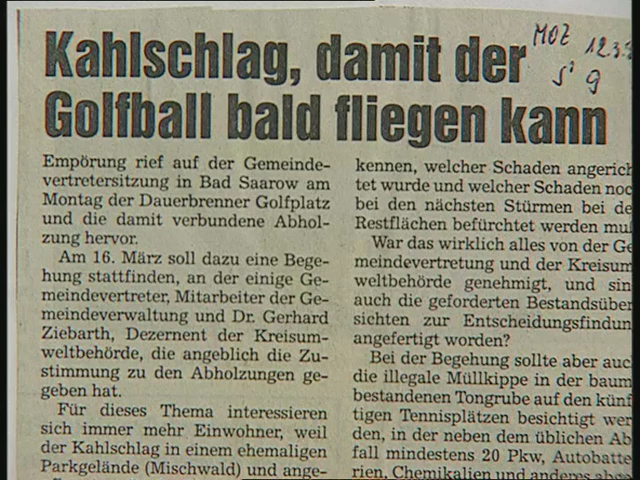 Kahlschlag, damit der
Golfball bald fliegen kann
MOZ 12.3.
S' 9
Empörung rief auf der Gemeinde-
vertretersitzung in Bad Saarow am
Montag der Dauerbrenner Golfplatz
und die damit verbundene Abhol-
zung hervor.
Am 16. März soll dazu eine Bege-
hung stattfinden, an der einige Ge-
meindevertreter, Mitarbeiter der Ge-
meindeverwaltung und Dr. Gerhard
Ziebarth, Dezernent der Kreisum-
weltbehörde, die angeblich die Zu-
stimmung zu den Abholzungen ge-
geben hat.
Für dieses Thema interessieren
sich immer mehr Einwohner, weil
der Kahlschlag in einem ehemaligen
Parkgelände (Mischwald) und ange-
kennen, welcher Schaden angerich
tet wurde und welcher Schaden noc
bei den nächsten Stürmen bei de
Restflächen befürchtet werden mu
War das wirklich alles von der Ge
meindevertretung und der Kreisum
weltbehörde genehmigt, und sin
auch die geforderten Bestandsüber
sichten zur Entscheidungsfindun
angefertigt worden?
Bei der Begehung sollte aber auc
die illegale Müllkippe in der baum
bestandenen Tongrube auf den künf
tigen Tennisplätzen besichtigt wer
den, in der neben dem üblichen Ab
fall mindestens 20 Pkw, Autobatte
rien, Chemikalien und anderes abge